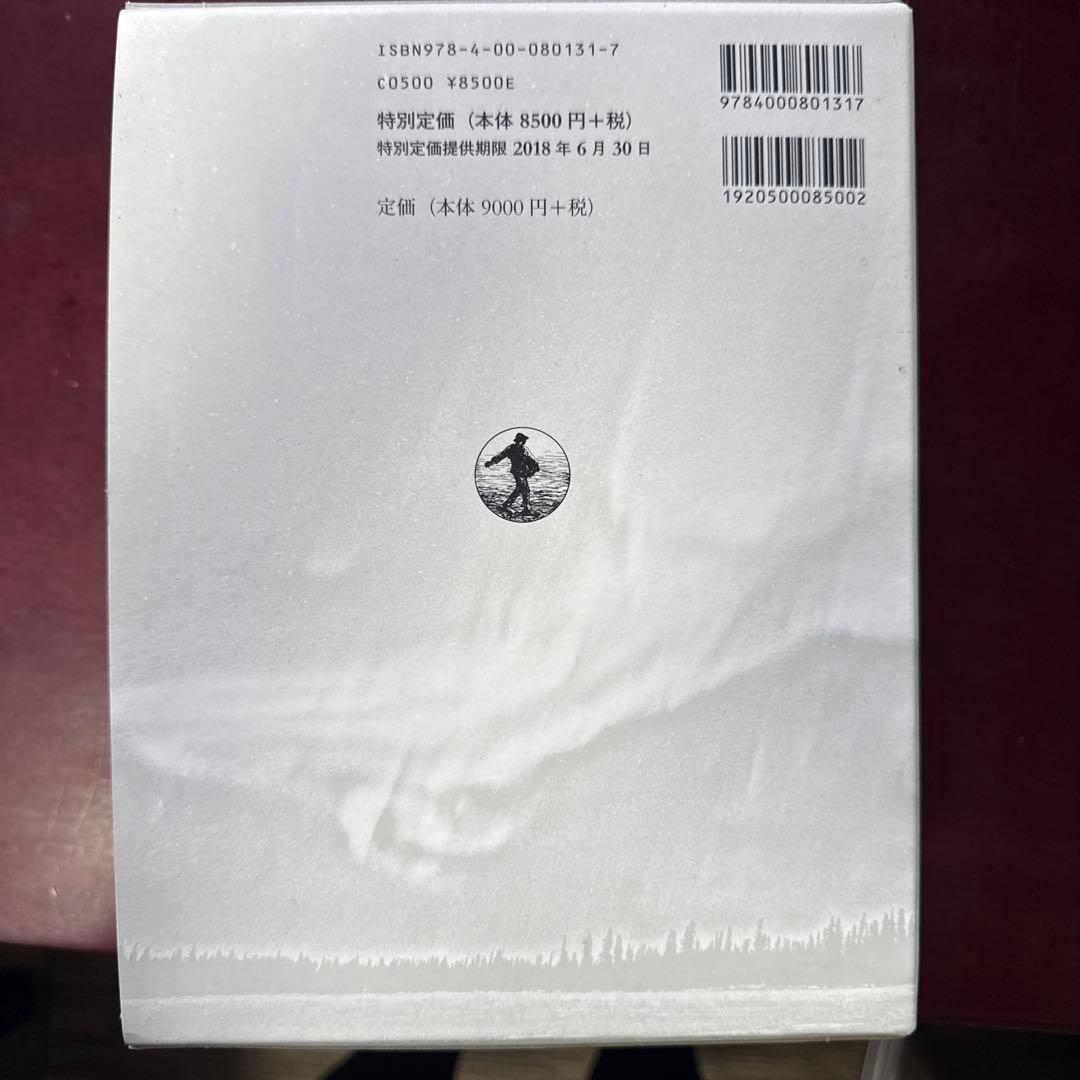 ISBN978-4-00-080131-7
C0500 ¥8500E
特別定価（本体 8500 円＋税）
特別定価提供期限 2018 年 6 月 30 日
定価（本体 9000 円＋税）
9784000801317
1920500085002